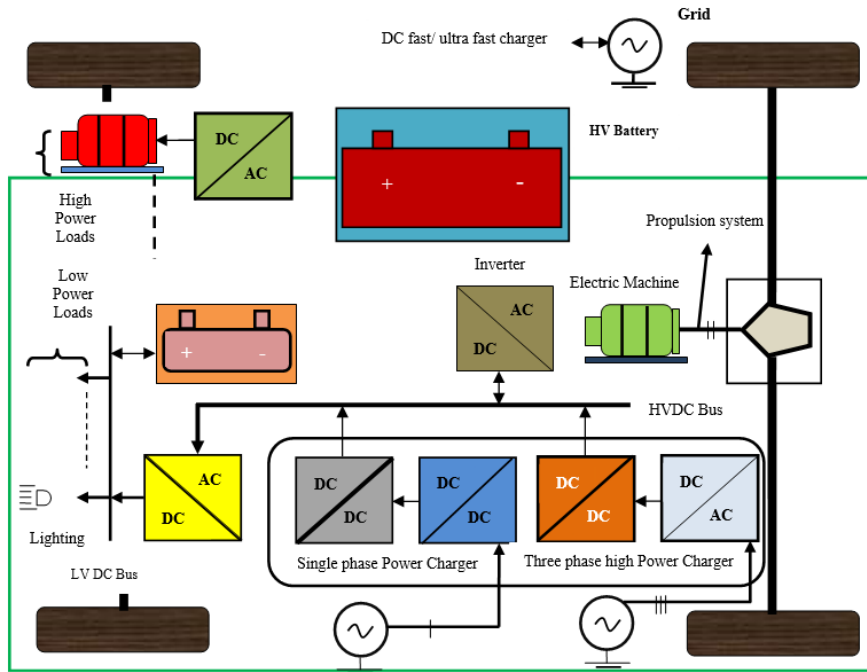 Grid
DC fast/ ultra fast charger
HV Battery
DC
AC
+ -
High
Power
Loads
Propulsion system
Low
Power
Loads
Inverter
Electric Machine
AC
DC
+ -
HVDC Bus
AC
DC
DC
DC
DC
DC
DC
DC
DC
AC
Lighting
Single phase Power Charger
Three phase high Power Charger
LV DC Bus